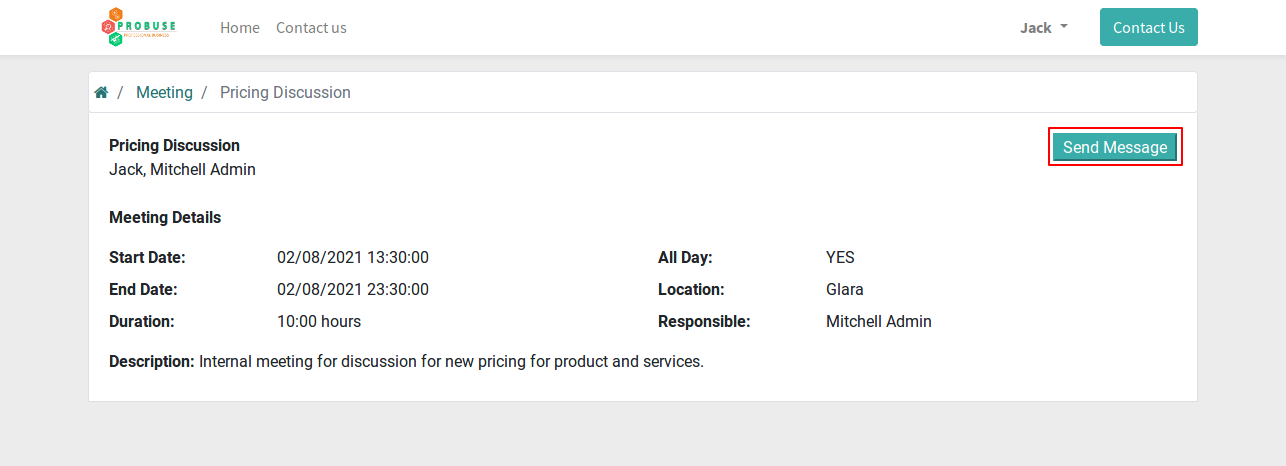 PROBUSE
PROFESSIONAL BUSINESS
Home Contact us Jack Contact Us
/ Meeting / Pricing Discussion
Pricing Discussion
Send Message
Jack, Mitchell Admin
Meeting Details
Start Date: 02/08/2021 13:30:00 All Day: YES
End Date: 02/08/2021 23:30:00 Location: Glara
Duration: 10:00 hours Responsible: Mitchell Admin
Description: Internal meeting for discussion for new pricing for product and services.